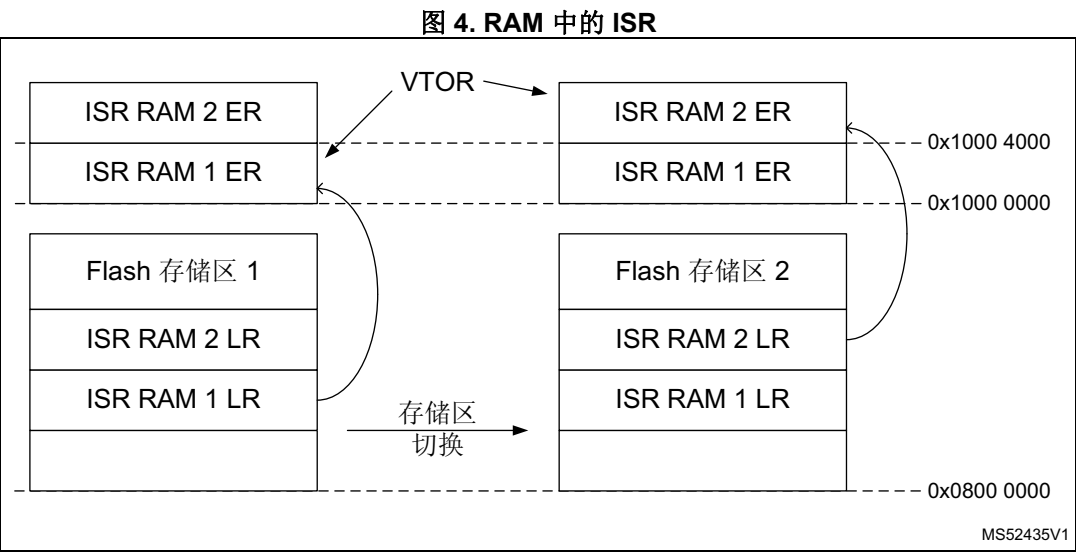 图 4. RAM 中的 ISR
VTOR
ISR RAM 2 ER
ISR RAM 1 ER
ISR RAM 2 ER
ISR RAM 1 ER
0x1000 4000
0x1000 0000
Flash 存储区 1
ISR RAM 2 LR
ISR RAM 1 LR
存储区
切换
Flash 存储区 2
ISR RAM 2 LR
ISR RAM 1 LR
0x0800 0000
MS52435V1